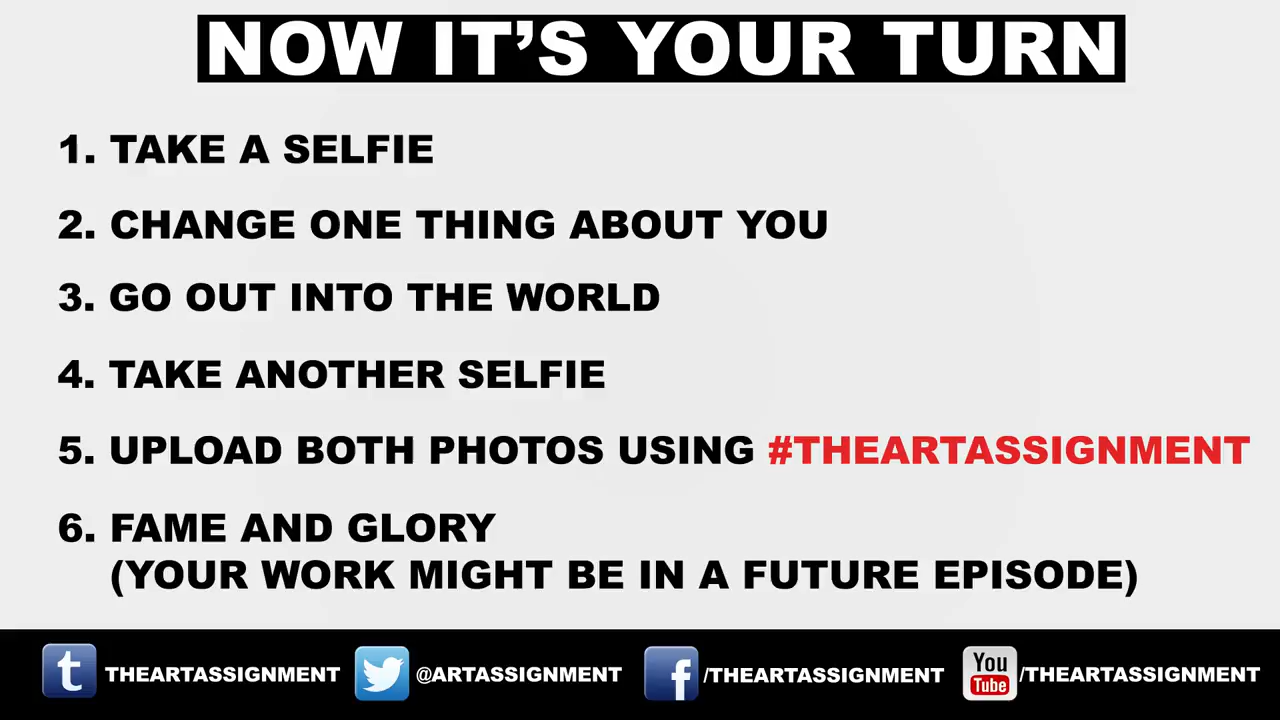 NOW IT’S YOUR TURN
1. TAKE A SELFIE
2. CHANGE ONE THING ABOUT YOU
3. GO OUT INTO THE WORLD
4. TAKE ANOTHER SELFIE
5. UPLOAD BOTH PHOTOS USING #THEARTASSIGNMENT
6. FAME AND GLORY
(YOUR WORK MIGHT BE IN A FUTURE EPISODE)
t THEARTASSIGNMENT @ARTASSIGNMENT f /THEARTASSIGNMENT You Tube /THEARTASSIGNMENT